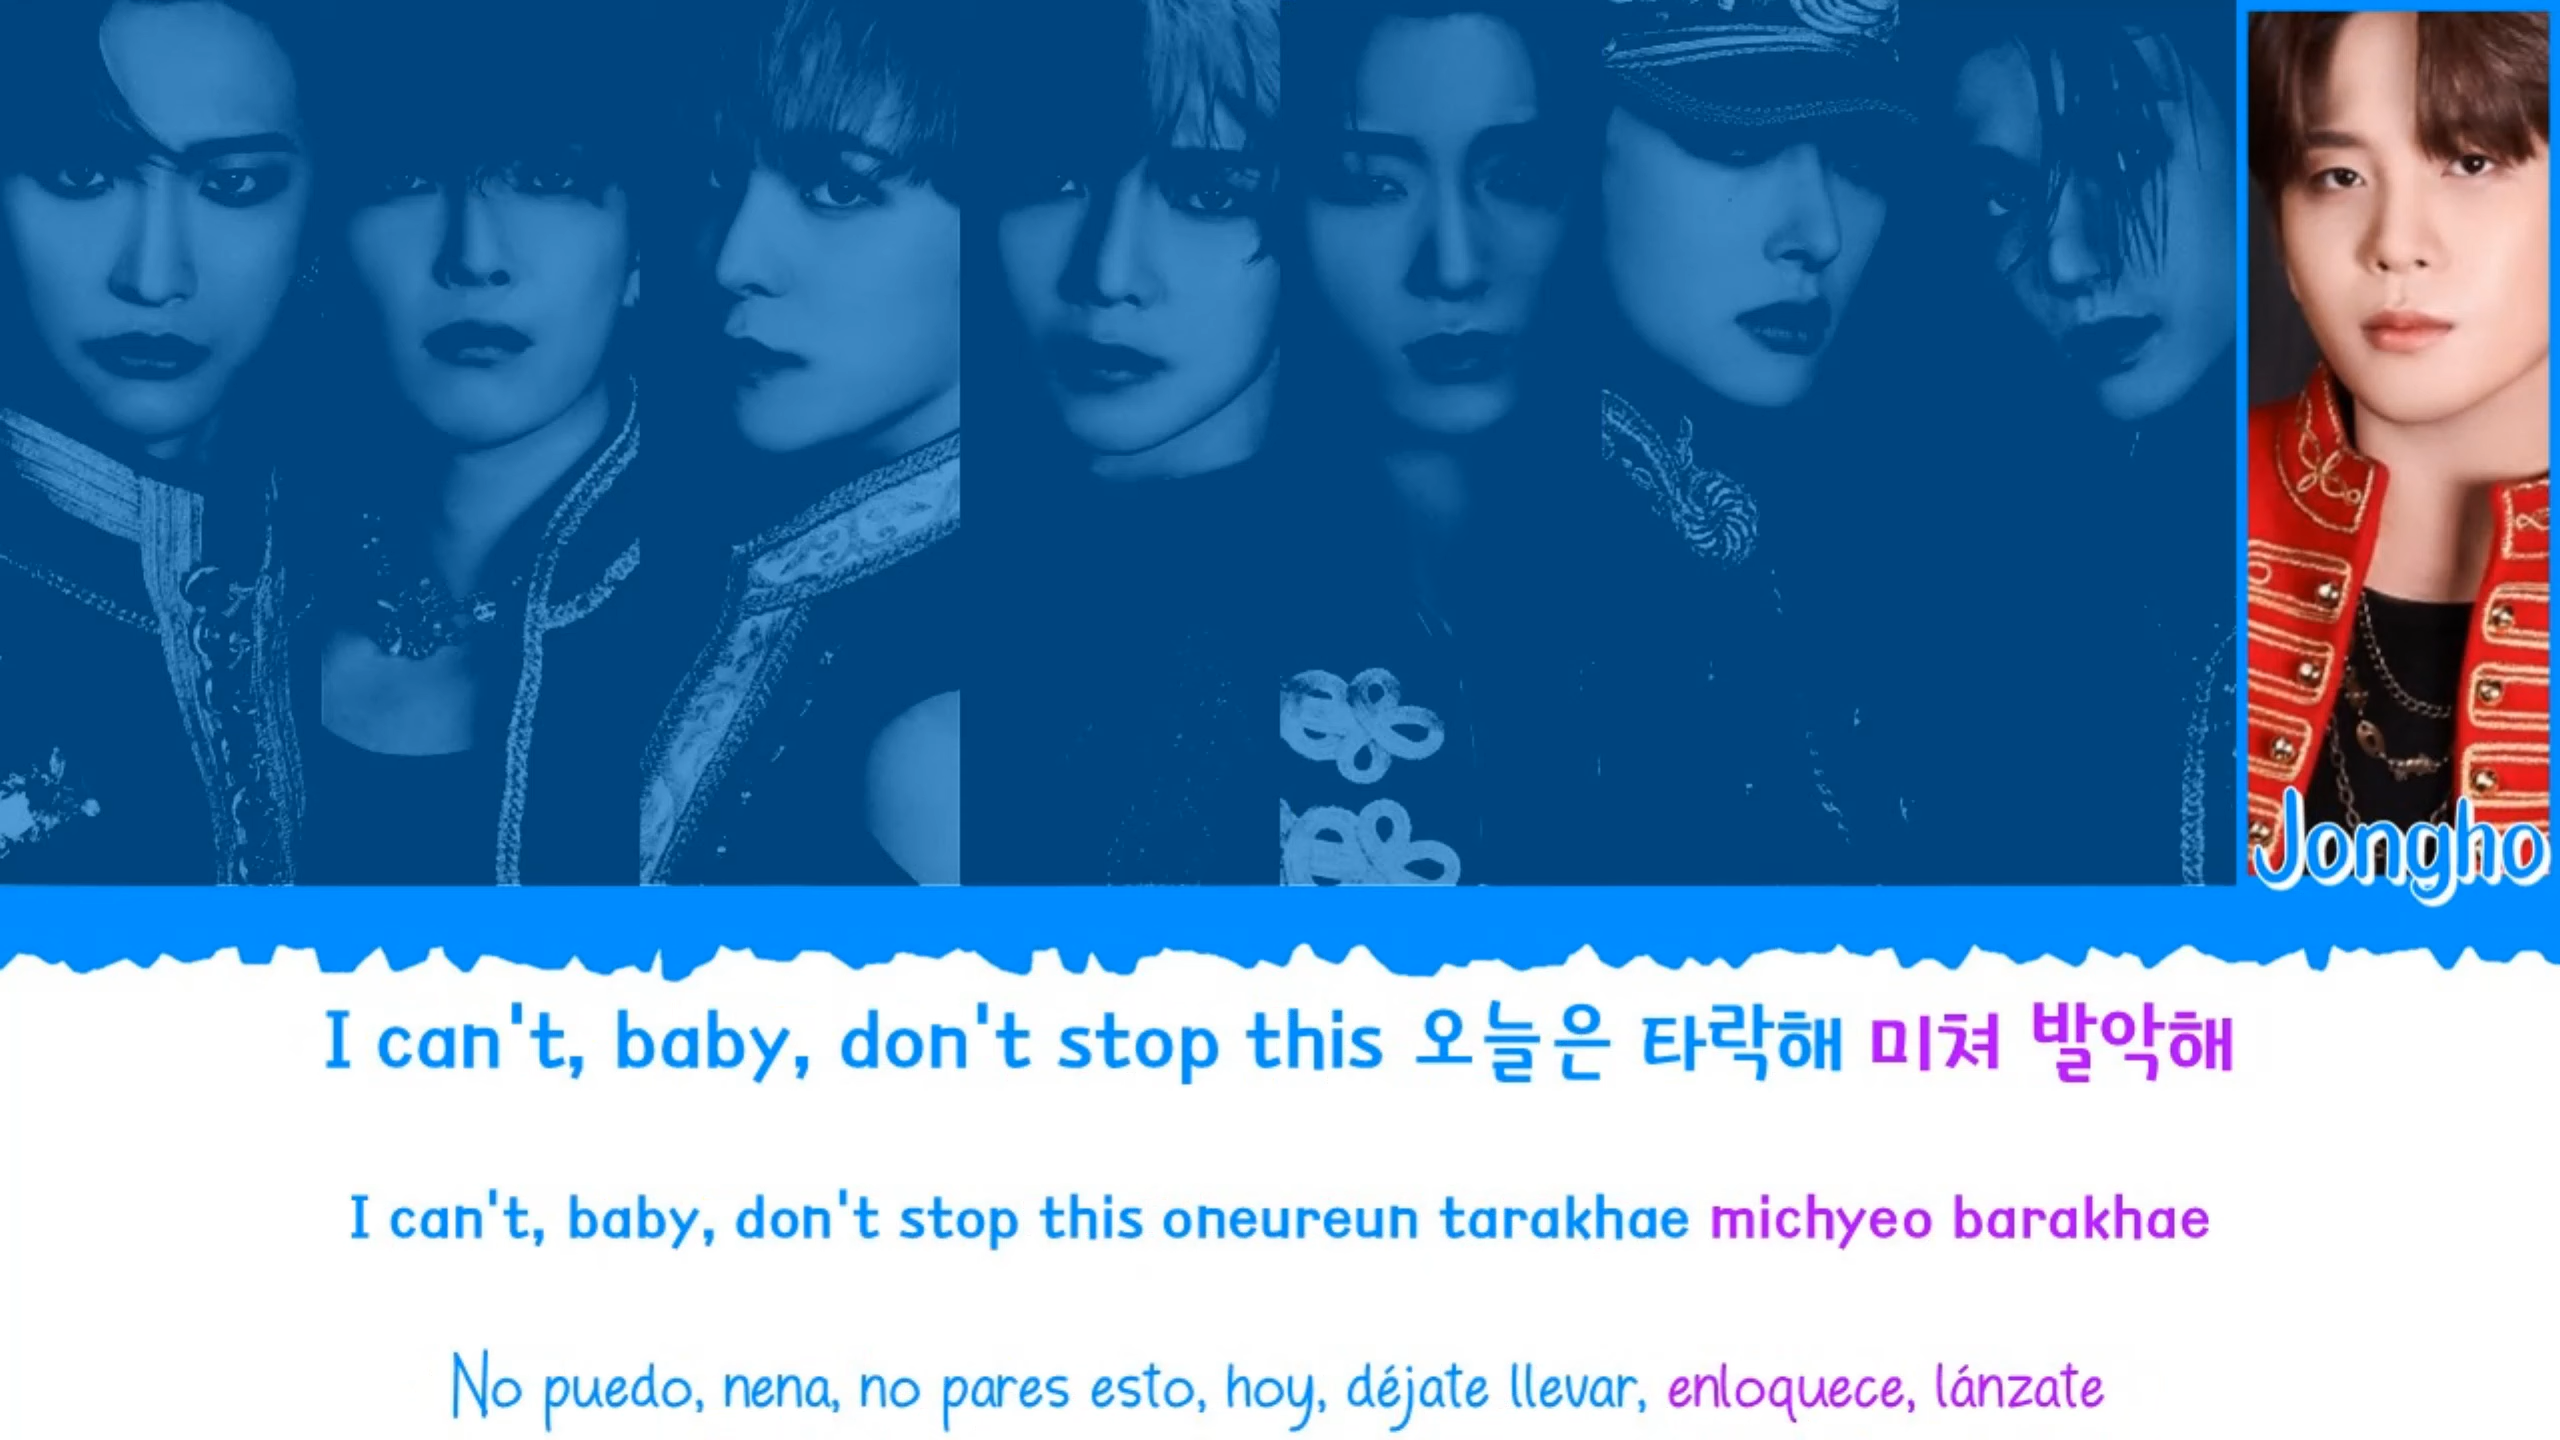 Jongho
I can't, baby, don't stop this 오늘은 타락해 미쳐 발악해
I can't, baby, don't stop this oneureun tarakhae michyeo barakhae
No puedo, nena, no pares esto, hoy, déjate llevar, enloquece, lánzate